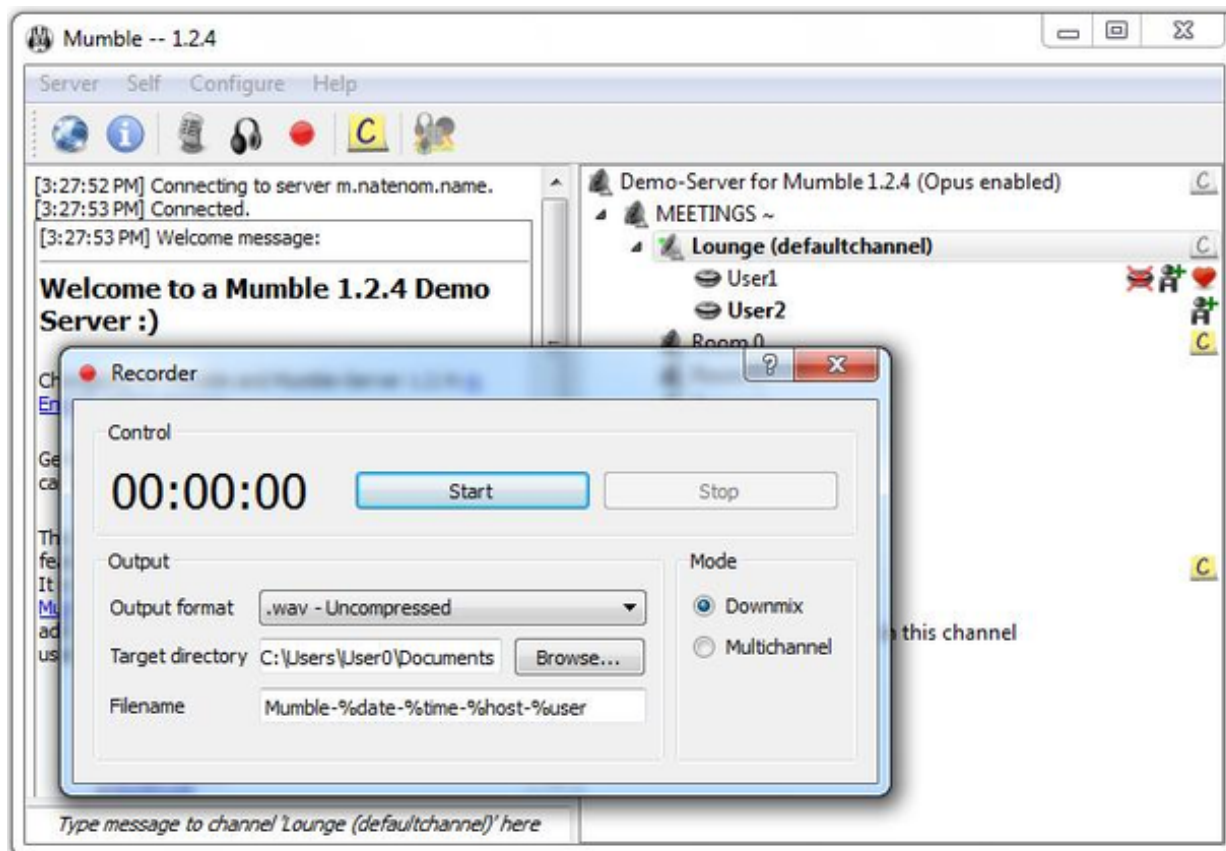 Mumble -- 1.2.4
Server Self Configure Help
C
[3:27:52 PM] Connecting to server m.natenom.name.
[3:27:53 PM] Connected.
[3:27:53 PM] Welcome message:
Welcome to a Mumble 1.2.4 Demo
Server :)
Demo-Server for Mumble 1.2.4 (Opus enabled) C
MEETINGS ~
Lounge (defaultchannel) C
User1
User2
Room 0 C
C
this channel
Recorder
Control
00:00:00 Start Stop
Output
Output format .wav - Uncompressed
Target directory C:\Users\User0\Documents Browse...
Filename Mumble-%date-%time-%host-%user
Mode
Downmix
Multichannel
Type message to channel 'Lounge (defaultchannel)' here